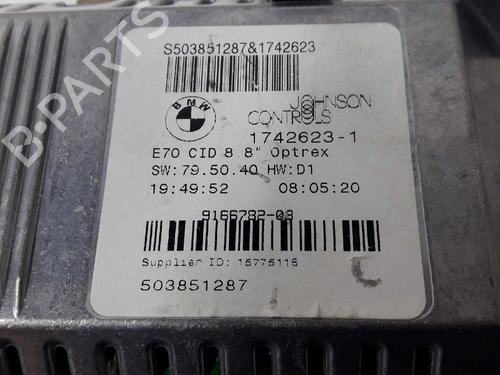 S503851287&1742623
BMW
JOHNSON
CONTROLS
1742623-1
E70 CID 8.8" Optrex
SW:79.50.40 HW:D1
19:49:52 08:05:20
9166782-03
Supplier ID: 15775116
503851287
B-PARTS